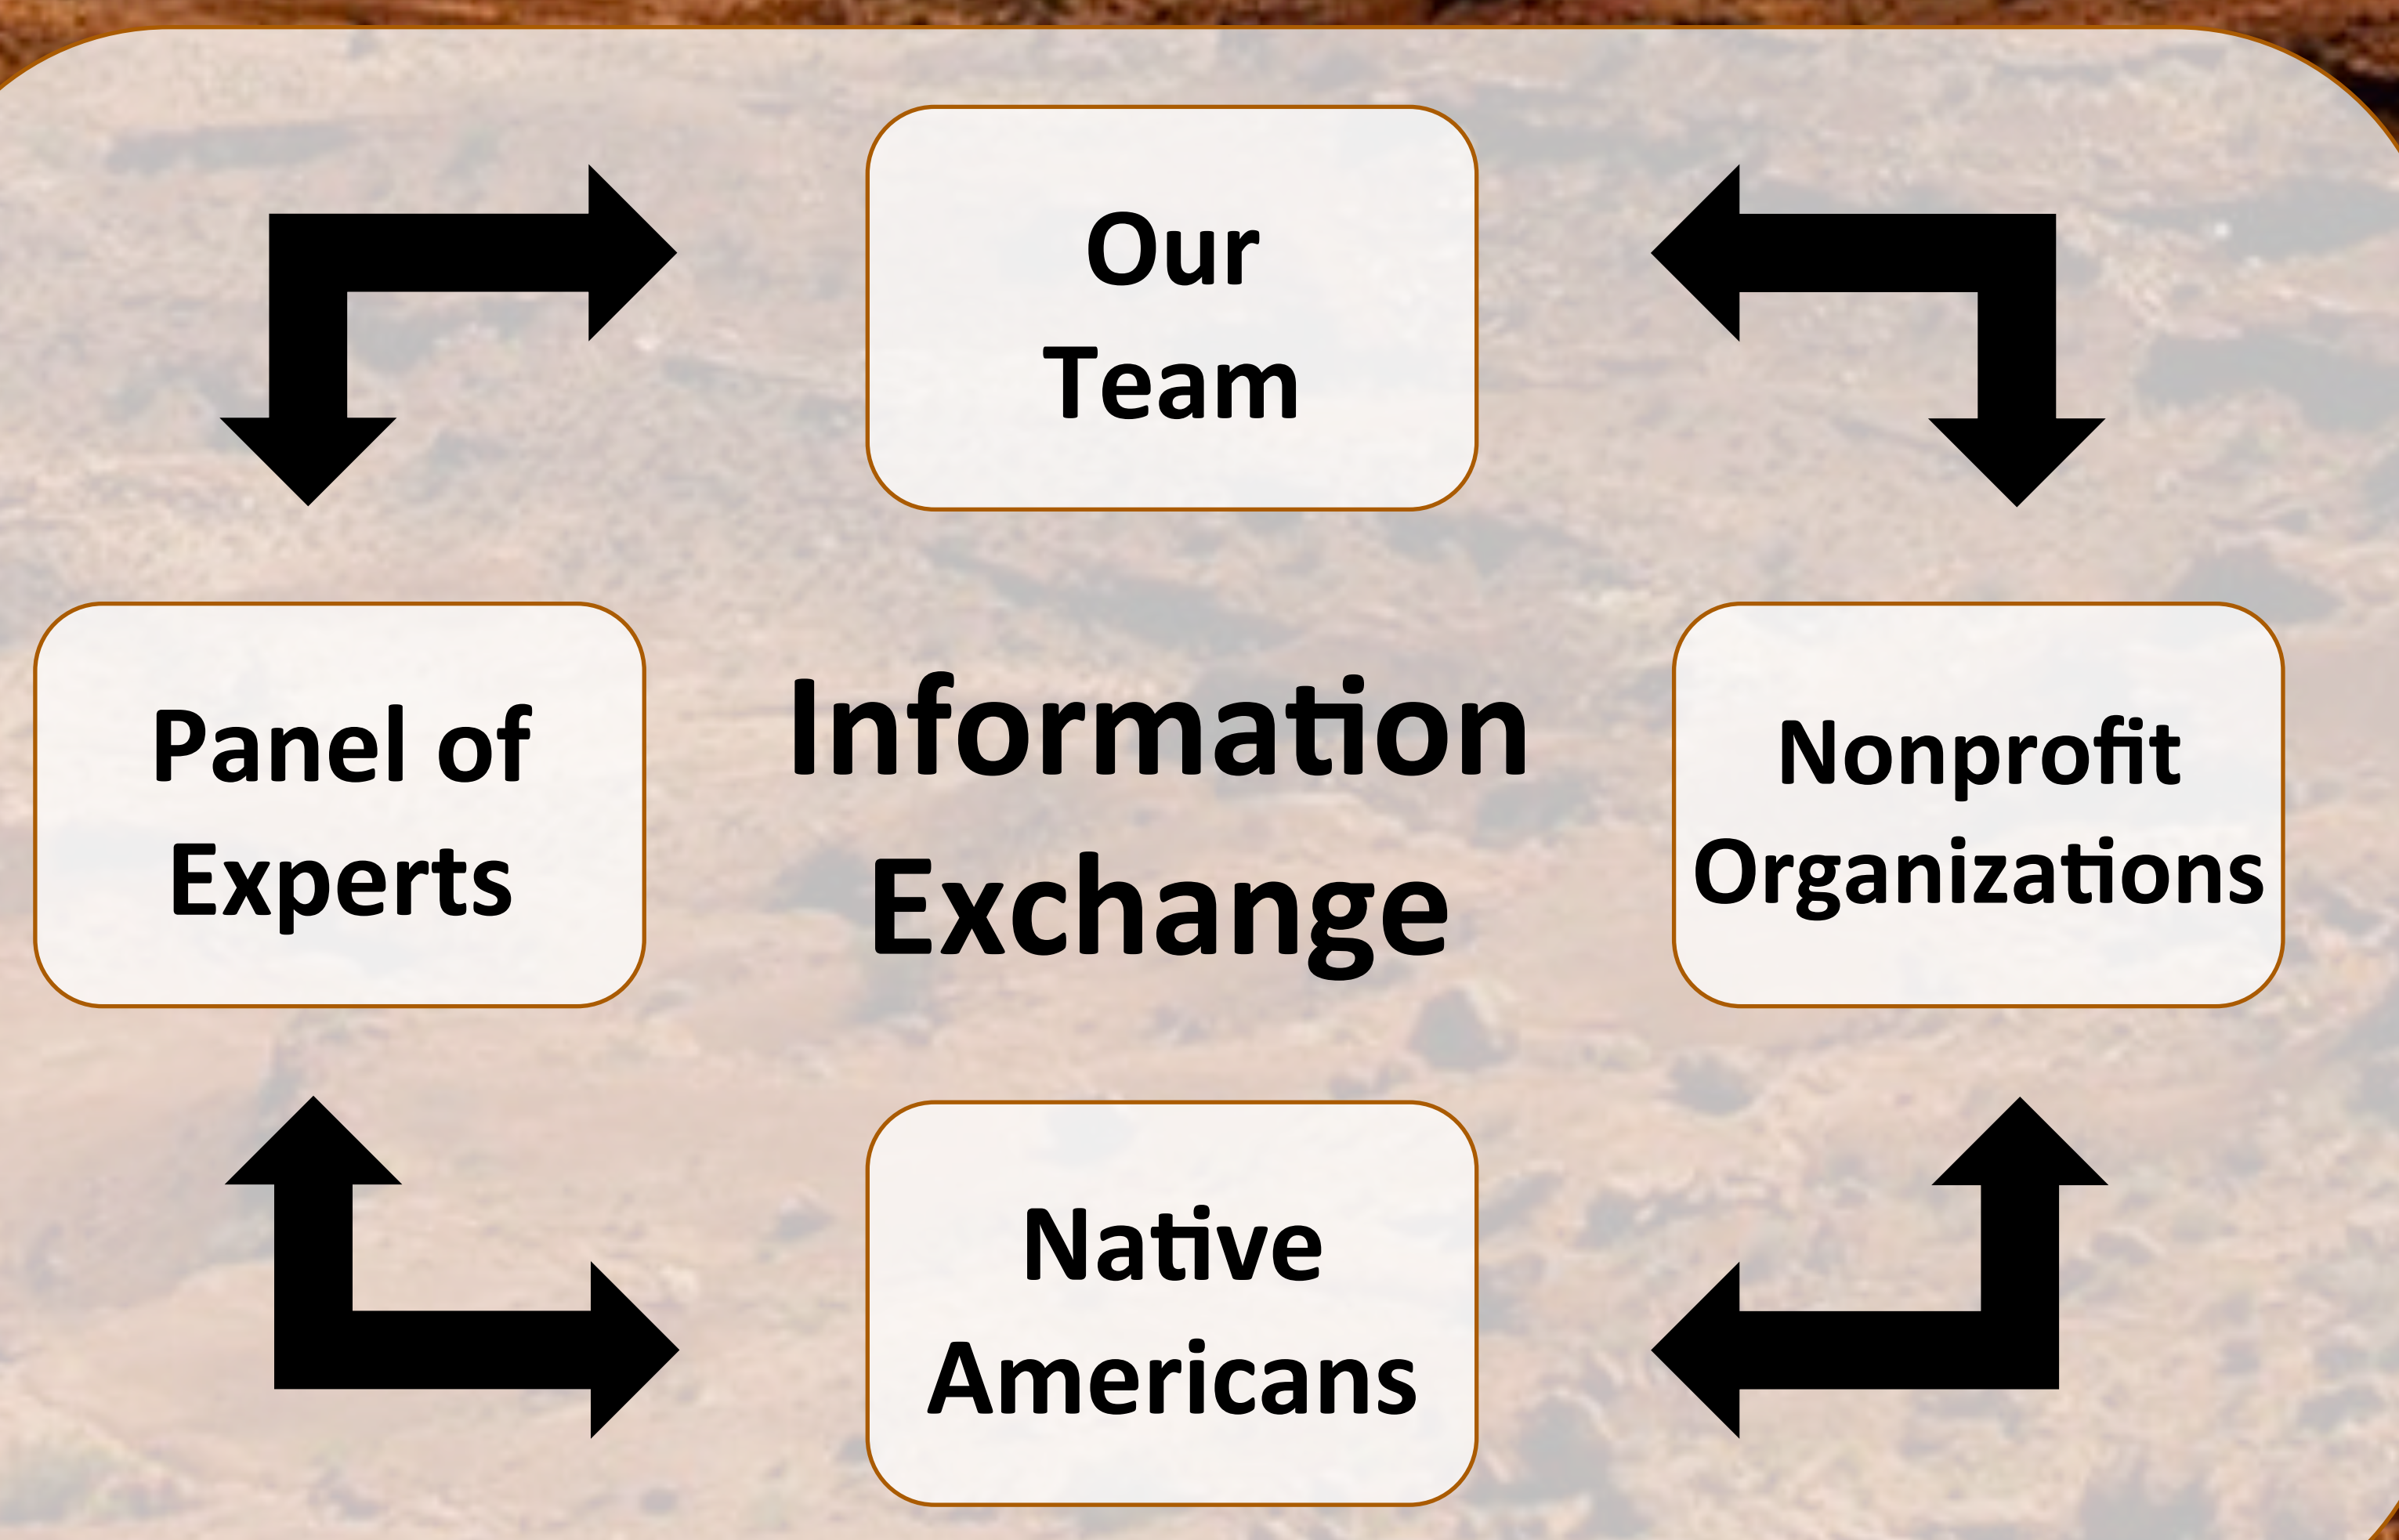 Our
Team
Panel of
Experts
Information
Exchange
Nonprofit
Organizations
Native
Americans